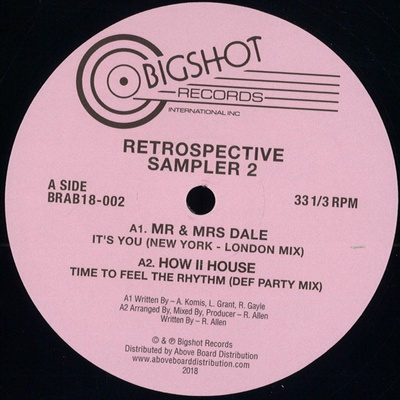 BIGSHOT
RECORDS
INTERNATIONAL INC
RETROSPECTIVE
SAMPLER 2
A SIDE
BRAB18-002
33 1/3 RPM
A1. MR & MRS DALE
IT'S YOU (NEW YORK - LONDON MIX)
A2. HOW II HOUSE
TIME TO FEEL THE RHYTHM (DEF PARTY MIX)
A1 Written By – A. Komis, L. Grant, R. Gayle
A2 Arranged By, Mixed By, Producer – R. Allen
Written By – R. Allen
© & ℗ Bigshot Records
Distributed by Above Board Distribution
www.aboveboarddistribution.com
2018